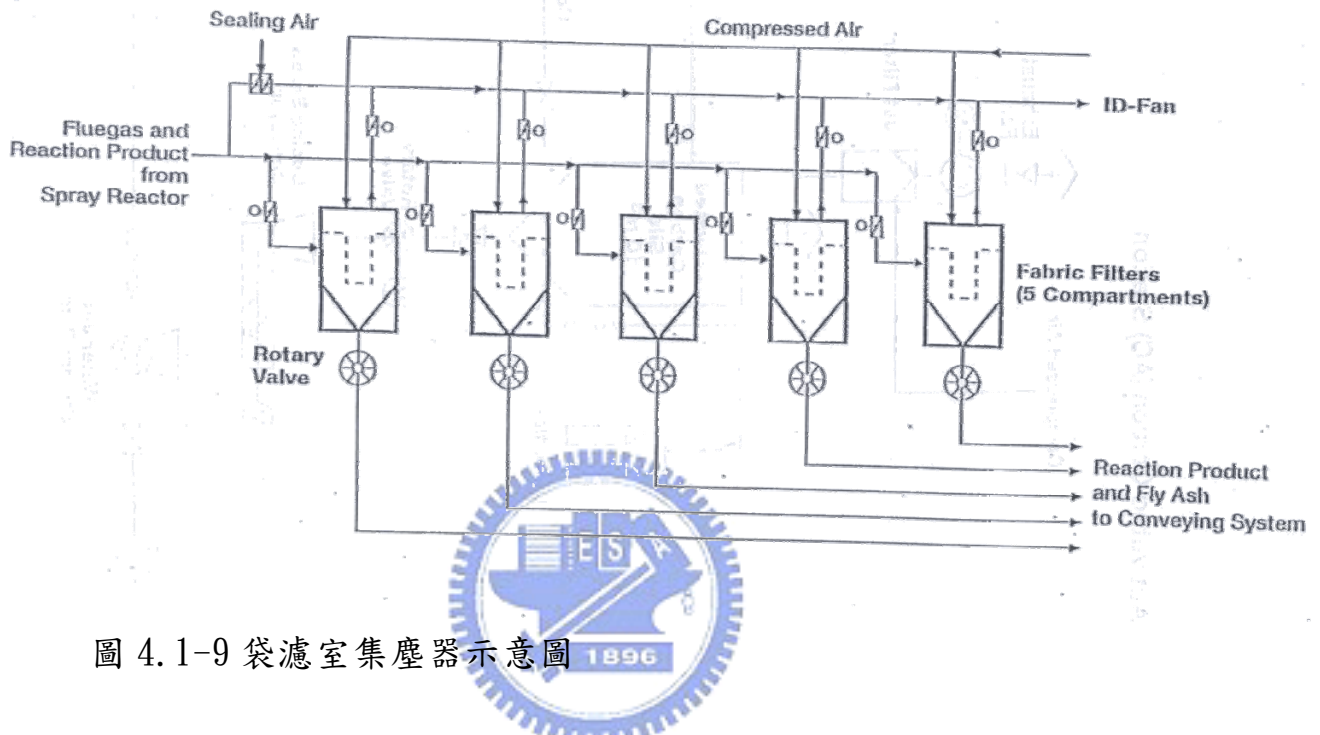 Sealing Air
Compressed Air
ID-Fan
Fluegas and
Reaction Product
from
Spray Reactor
Fabric Filters
(5 Compartments)
Rotary
Valve
Reaction Product
and Fly Ash
to Conveying System
E S A
1896
圖 4.1-9 袋濾室集塵器示意圖